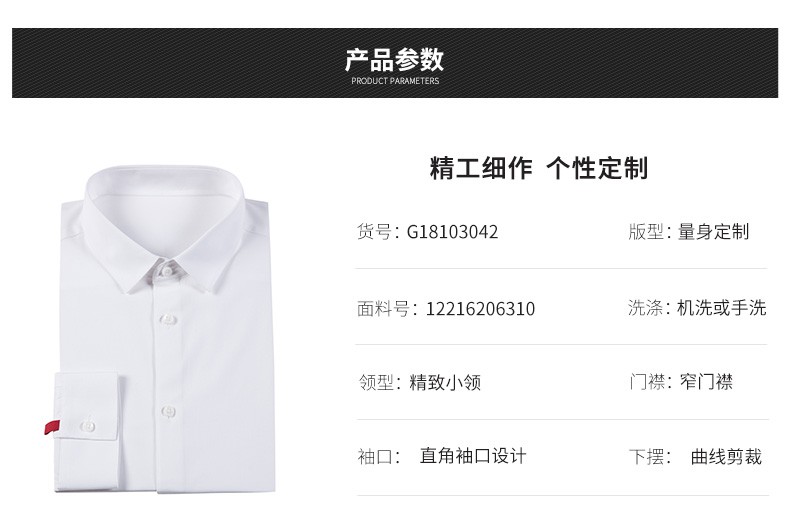 产品参数
PRODUCT PARAMETERS
精工细作 个性定制
货号：G18103042 版型：量身定制
面料号：12216206310 洗涤：机洗或手洗
领型：精致小领 门襟：窄门襟
袖口： 直角袖口设计 下摆： 曲线剪裁